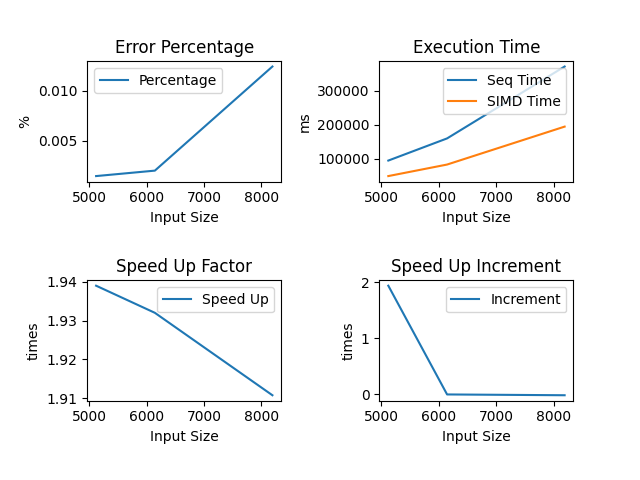 Error Percentage
Percentage
0.010
0.005
%
5000 6000 7000 8000
Input Size
Execution Time
Seq Time
SIMD Time
300000
200000
100000
ms
5000 6000 7000 8000
Input Size
Speed Up Factor
Speed Up
1.94
1.93
1.92
1.91
times
5000 6000 7000 8000
Input Size
Speed Up Increment
Increment
2
1
0
times
5000 6000 7000 8000
Input Size